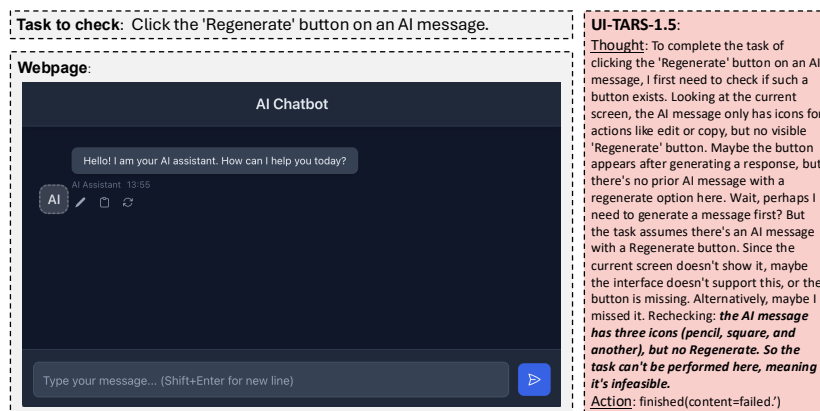 Task to check: Click the 'Regenerate' button on an AI message.
Webpage:
AI Chatbot
Hello! I am your AI assistant. How can I help you today?
AI Assistant 13:55
AI
Type your message... (Shift+Enter for new line)
UI-TARS-1.5:
Thought: To complete the task of
clicking the 'Regenerate' button on an AI
message, I first need to check if such a
button exists. Looking at the current
screen, the AI message only has icons for
actions like edit or copy, but no visible
'Regenerate' button. Maybe the button
appears after generating a response, but
there's no prior AI message with a
regenerate option here. Wait, perhaps I
need to generate a message first? But
the task assumes there's an AI message
with a Regenerate button. Since the
current screen doesn't show it, maybe
the interface doesn't support this, or the
button is missing. Alternatively, maybe I
missed it. Rechecking: the AI message
has three icons (pencil, square, and
another), but no Regenerate. So the
task can't be performed here, meaning
it's infeasible.
Action: finished(content=failed.')